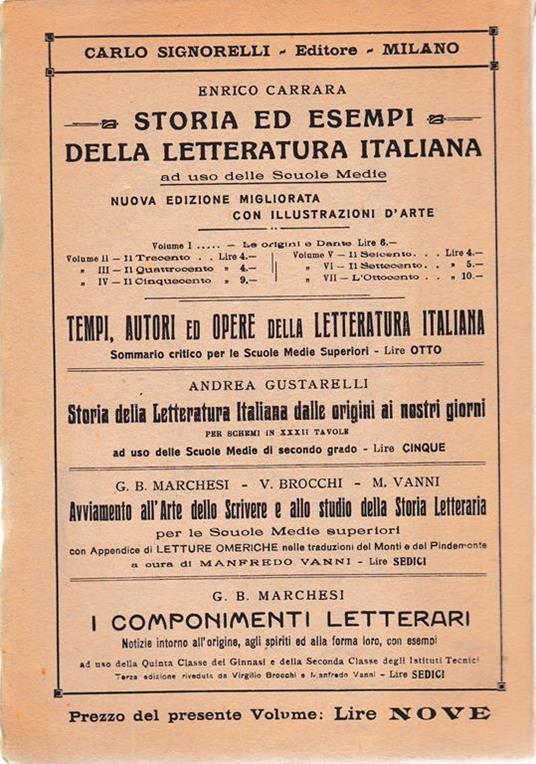 CARLO SIGNORELLI - Editore - MILANO
ENRICO CARRARA
STORIA ED ESEMPI
DELLA LETTERATURA ITALIANA
ad uso delle Scuole Medie
NUOVA EDIZIONE MIGLIORATA
CON ILLUSTRAZIONI D'ARTE
Volume I ..... — Le origini e Dante Lire 6.—
Volume II — Il Trecento . . Lire 4.—
„ III — Il Quattrocento „ 4.—
„ IV — Il Cinquecento „ 9.—
Volume V — Il Seicento. . . Lire 4.—
„ VI — Il Settecento. . „ 5.—
„ VII — L'Ottocento . . „ 10.—
TEMPI, AUTORI ED OPERE DELLA LETTERATURA ITALIANA
Sommario critico per le Scuole Medie Superiori - Lire OTTO
ANDREA GUSTARELLI
Storia della Letteratura Italiana dalle origini ai nostri giorni
PER SCHEMI IN XXXII TAVOLE
ad uso delle Scuole Medie di secondo grado - Lire CINQUE
G. B. MARCHESI - V. BROCCHI - M. VANNI
Avviamento all'Arte dello Scrivere e allo studio della Storia Letteraria
per le Scuole Medie superiori
con Appendice di LETTURE OMERICHE nelle traduzioni del Monti e del Pindemonte
a cura di MANFREDO VANNI - Lire SEDICI
G. B. MARCHESI
I COMPONIMENTI LETTERARI
Notizie intorno all'origine, agli spiriti ed alla forma loro, con esempi
ad uso della Quinta Classe dei Ginnasi e della Seconda Classe degli Istituti Tecnici
Terza edizione riveduta da Virgilio Brocchi e Manfredo Vanni - Lire SEDICI
Prezzo del presente Volume: Lire NOVE